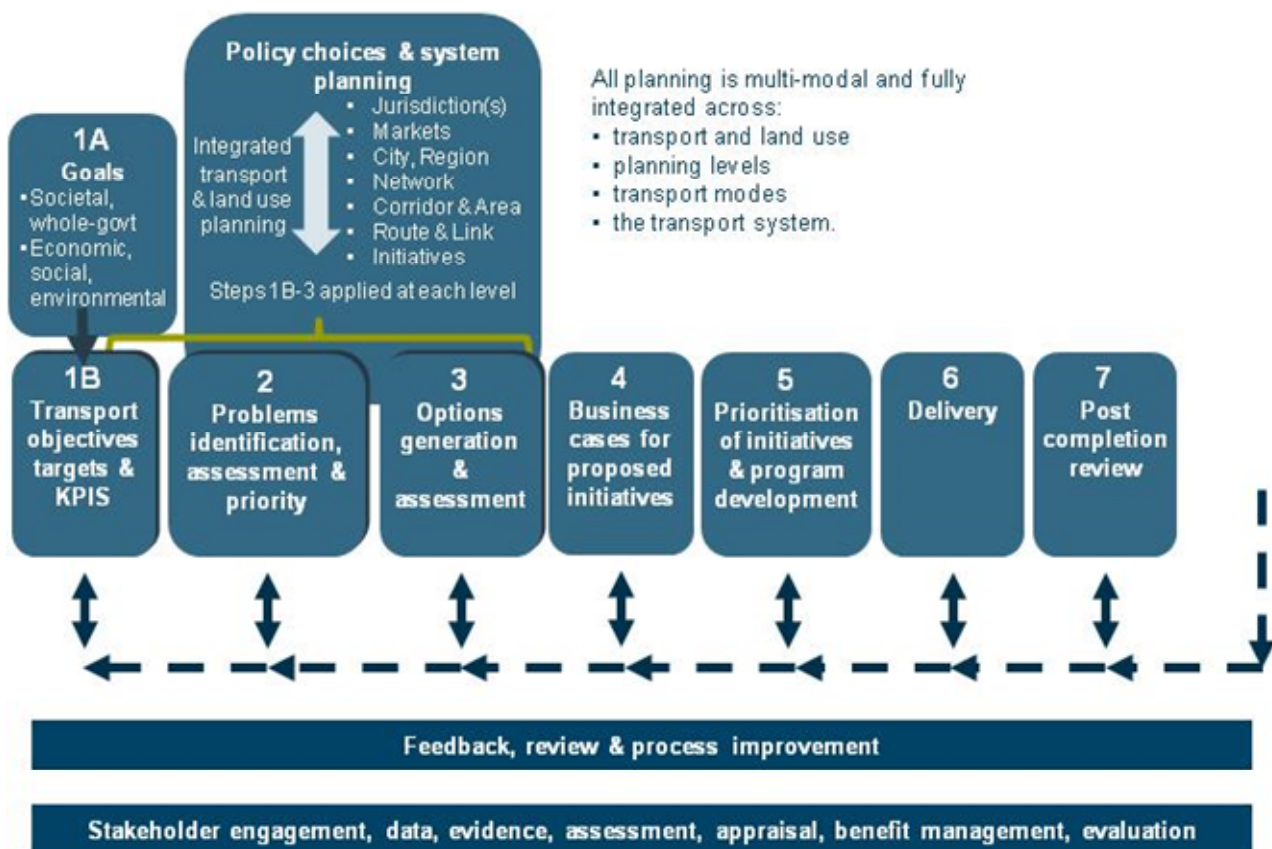 Policy choices & system
planning
Integrated
transport
& land use
planning
▪ Jurisdiction(s)
▪ Markets
▪ City, Region
▪ Network
▪ Corridor & Area
▪ Route & Link
▪ Initiatives
Steps 1B-3 applied at each level
All planning is multi-modal and fully
integrated across:
▪ transport and land use
▪ planning levels
▪ transport modes
▪ the transport system.
1A
Goals
▪Societal,
whole-govt
▪Economic,
social,
environmental
1B
Transport
objectives
targets &
KPIS
2
Problems
identification,
assessment &
priority
3
Options
generation
&
assessment
4
Business
cases for
proposed
initiatives
5
Prioritisation
of initiatives
& program
development
6
Delivery
7
Post
completion
review
Feedback, review & process improvement
Stakeholder engagement, data, evidence, assessment, appraisal, benefit management, evaluation